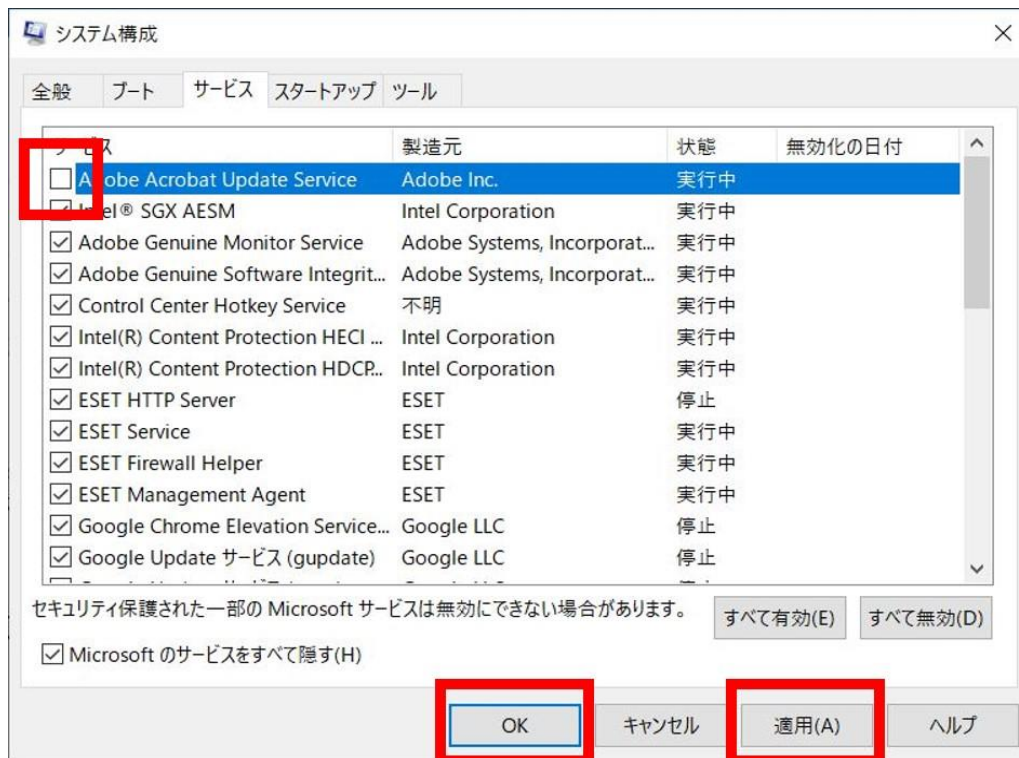 システム構成
全般 ブート サービス スタートアップ ツール
製造元 状態 無効化の日付
Adobe Acrobat Update Service Adobe Inc. 実行中
Intel® SGX AESM Intel Corporation 実行中
Adobe Genuine Monitor Service Adobe Systems, Incorporat... 実行中
Adobe Genuine Software Integrit... Adobe Systems, Incorporat... 実行中
Control Center Hotkey Service 不明 実行中
Intel(R) Content Protection HECI ... Intel Corporation 実行中
Intel(R) Content Protection HDCP... Intel Corporation 実行中
ESET HTTP Server ESET 停止
ESET Service ESET 実行中
ESET Firewall Helper ESET 実行中
ESET Management Agent ESET 実行中
Google Chrome Elevation Service... Google LLC 停止
Google Update サービス (gupdate) Google LLC 停止
セキュリティ保護された一部の Microsoft サービスは無効にできない場合があります。 すべて有効(E) すべて無効(D)
Microsoft のサービスをすべて隠す(H)
OK キャンセル 適用(A) ヘルプ